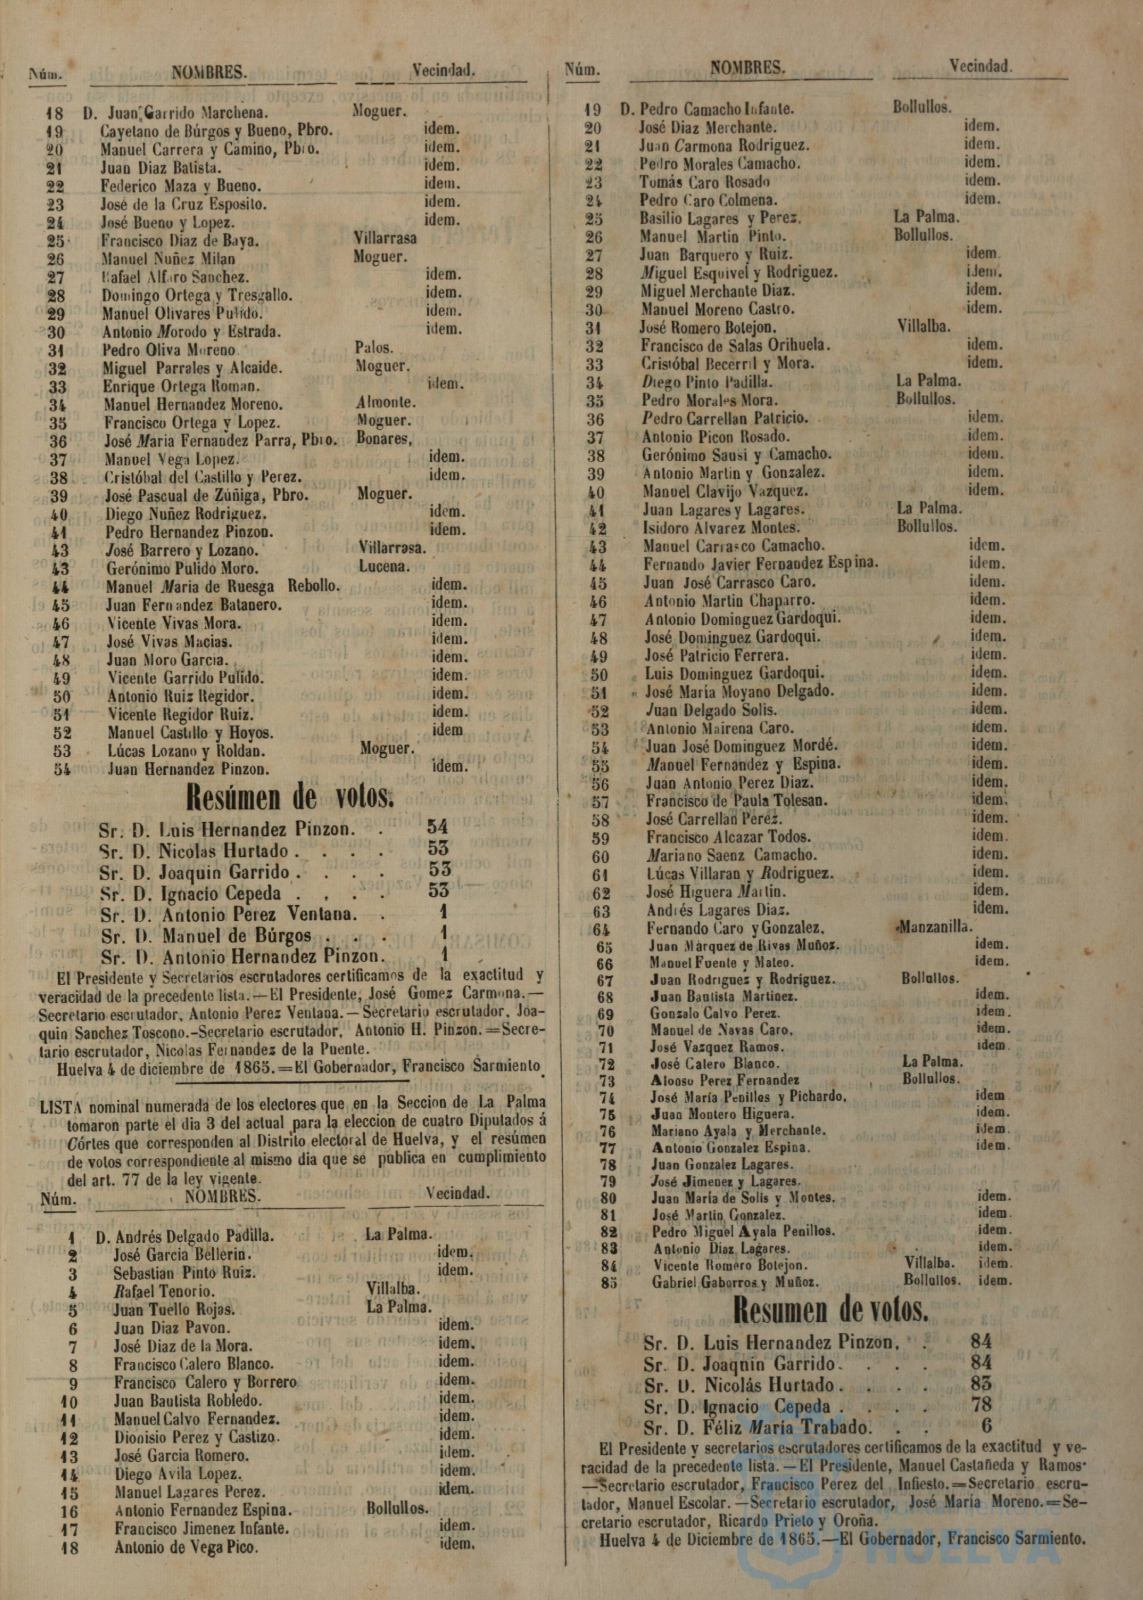 Núm. NOMBRES. Vecindad.
18 D. Juan Garrido Marchena. Moguer.
19 Cayetano de Búrgos y Bueno, Pbro. idem.
20 Manuel Carrera y Camino, Pbro. idem.
21 Juan Diaz Batista. idem.
22 Federico Maza y Bueno. idem.
23 José de la Cruz Esposito. idem.
24 José Bueno y Lopez. idem.
25 Francisco Diaz de Baya. Villarrasa
26 Manuel Nuñez Milan Moguer.
27 Rafael Alfaro Sanchez. idem.
28 Domingo Ortega y Tresgallo. idem.
29 Manuel Olivares Pulido. idem.
30 Antonio Morodo y Estrada. idem.
31 Pedro Oliva Moreno Palos.
32 Miguel Parrales y Alcaide. Moguer.
33 Enrique Ortega Roman. idem.
34 Manuel Hernandez Moreno. Almonte.
35 Francisco Ortega y Lopez. Moguer.
36 José Maria Fernandez Parra, Pbro. Bonares,
37 Manuel Vega Lopez. idem.
38 Cristóbal del Castillo y Perez. idem.
39 José Pascual de Zúñiga, Pbro. Moguer.
40 Diego Nuñez Rodriguez. idem.
41 Pedro Hernandez Pinzon. idem.
43 José Barrero y Lozano. Villarrasa.
43 Gerónimo Pulido Moro. Lucena.
44 Manuel Maria de Ruesga Rebollo. idem.
45 Juan Fernandez Batanero. idem.
46 Vicente Vivas Mora. idem.
47 José Vivas Macias. idem.
48 Juan Moro Garcia. idem.
49 Vicente Garrido Pulido. idem.
50 Antonio Ruiz Regidor. idem.
51 Vicente Regidor Ruiz. idem.
52 Manuel Castillo y Hoyos. idem
53 Lúcas Lozano y Roldan. Moguer.
54 Juan Hernandez Pinzon. idem.
Resúmen de votos.
Sr. D. Luis Hernandez Pinzon. . 54
Sr. D. Nicolas Hurtado . . . . 53
Sr. D. Joaquin Garrido . . . . 53
Sr. D. Ignacio Cepeda . . . . 53
Sr. D. Antonio Perez Ventana. . 1
Sr. D. Manuel de Búrgos . . . 1
Sr. D. Antonio Hernandez Pinzon. 1
El Presidente y Secretarios escrutadores certificamos de la exactitud y
veracidad de la precedente lista.—El Presidente, José Gomez Carmona.—
Secretario escrutador, Antonio Perez Ventana.—Secretario escrutador, Joa-
quin Sanchez Toscono.-Secretario escrutador, Antonio H. Pinzon.=Secre-
tario escrutador, Nicolas Fernandez de la Puente.
Huelva 4 de diciembre de 1865.=El Gobernador, Francisco Sarmiento.
LISTA nominal numerada de los electores que en la Seccion de La Palma
tomaron parte el dia 3 del actual para la eleccion de cuatro Diputados á
Córtes que corresponden al Distrito electoral de Huelva, y el resúmen
de votos correspondiente al mismo dia que se publica en cumplimiento
del art. 77 de la ley vigente.
Núm. NOMBRES. Vecindad.
1 D. Andrés Delgado Padilla. La Palma.
2 José Garcia Bellerin. idem.
3 Sebastian Pinto Ruiz. idem.
4 Rafael Tenorio. Villalba.
5 Juan Tuello Rojas. La Palma.
6 Juan Diaz Pavon. idem.
7 José Diaz de la Mora. idem.
8 Francisco Calero Blanco. idem.
9 Francisco Calero y Borrero idem.
10 Juan Bautista Robledo. idem.
11 Manuel Calvo Fernandez. idem.
12 Dionisio Perez y Castizo. idem.
13 José Garcia Romero. idem.
14 Diego Avila Lopez. idem.
15 Manuel Lagares Perez. idem.
16 Antonio Fernandez Espina. Bollullos.
17 Francisco Jimenez Infante. idem.
18 Antonio de Vega Pico. idem.
Núm. NOMBRES. Vecindad.
19 D. Pedro Camacho Infante. Bollullos.
20 José Diaz Merchante. idem.
21 Juan Carmona Rodriguez. idem.
22 Pedro Morales Camacho. idem.
23 Tomás Caro Rosado idem.
24 Pedro Caro Colmena. idem.
25 Basilio Lagares y Perez. La Palma.
26 Manuel Martin Pinto. Bollullos.
27 Juan Barquero y Ruiz. idem
28 Miguel Esquivel y Rodriguez. idem.
29 Miguel Merchante Diaz. idem.
30 Manuel Moreno Castro. idem.
31 José Romero Botejon. Villalba.
32 Francisco de Salas Orihuela. idem.
33 Cristóbal Becerril y Mora. idem.
34 Diego Pinto Padilla. La Palma.
35 Pedro Morales Mora. Bollullos.
36 Pedro Carrellan Patricio. idem.
37 Antonio Picon Rosado. idem.
38 Gerónimo Sausi y Camacho. idem.
39 Antonio Martin y Gonzalez. idem.
40 Manuel Clavijo Vazquez. idem.
41 Juan Lagares y Lagares. La Palma.
42 Isidoro Alvarez Montes. Bollullos.
43 Manuel Carrasco Camacho. idem.
44 Fernando Javier Fernandez Espina. idem.
45 Juan José Carrasco Caro. idem.
46 Antonio Martin Chaparro. idem.
47 Antonio Dominguez Gardoqui. idem.
48 José Dominguez Gardoqui. idem.
49 José Patricio Ferrera. idem.
50 Luis Dominguez Gardoqui. idem.
51 José Maria Moyano Delgado. idem.
52 Juan Delgado Solis. idem.
53 Antonio Mairena Caro. idem.
54 Juan José Dominguez Mordé. idem.
55 Manuel Fernandez y Espina. idem.
56 Juan Antonio Perez Diaz. idem.
57 Francisco de Paula Tolesan. idem.
58 José Carrellan Perez. idem.
59 Francisco Alcazar Todos. idem.
60 Mariano Saenz Camacho. idem.
61 Lúcas Villaran y Rodriguez. idem.
62 José Higuera Martin. idem.
63 Andrés Lagares Diaz. idem.
64 Fernando Caro y Gonzalez. Manzanilla.
65 Juan Márquez de Rivas Muñoz. idem.
66 Manuel Fuente y Mateo. idem.
67 Juan Rodriguez y Rodriguez. Bollullos.
68 Juan Bautista Martinez. idem.
69 Gonzalo Calvo Perez. idem.
70 Manuel de Navas Caro. idem.
71 José Vazquez Ramos. idem.
72 José Calero Blanco. La Palma.
73 Alonso Perez Fernandez Bollullos.
74 José María Penillos y Pichardo. idem
75 Juan Montero Higuera. idem.
76 Mariano Ayala y Merchante. idem.
77 Antonio Gonzalez Espina. idem.
78 Juan Gonzalez Lagares.
79 José Jimenez y Lagares.
80 Juan María de Solis y Montes. idem.
81 José Martin Gonzalez. idem.
82 Pedro Miguel Ayala Penillos. idem.
83 Antonio Diaz Lagares. idem.
84 Vicente Romero Botejon. Villalba. idem.
85 Gabriel Gaborros y Muñoz. Bollullos. idem.
Resumen de votos.
Sr. D. Luis Hernandez Pinzon, . 84
Sr. D. Joaquin Garrido. . . . 84
Sr. D. Nicolás Hurtado . . . . 83
Sr. D. Ignacio Cepeda . . . . 78
Sr. D. Féliz María Trabado. . . 6
El Presidente y secretarios escrutadores certificamos de la exactitud y ve-
racidad de la precedente lista.—El Presidente, Manuel Castañeda y Ramos-
—Secretario escrutador, Francisco Perez del Infiesto.=Secretario escru-
tador, Manuel Escolar.—Secretario escrutador, José María Moreno.=Se-
cretario escrutador, Ricardo Prieto y Oroña.
Huelva 4 de Diciembre de 1865.—El Gobernador, Francisco Sarmiento.
HUELVA